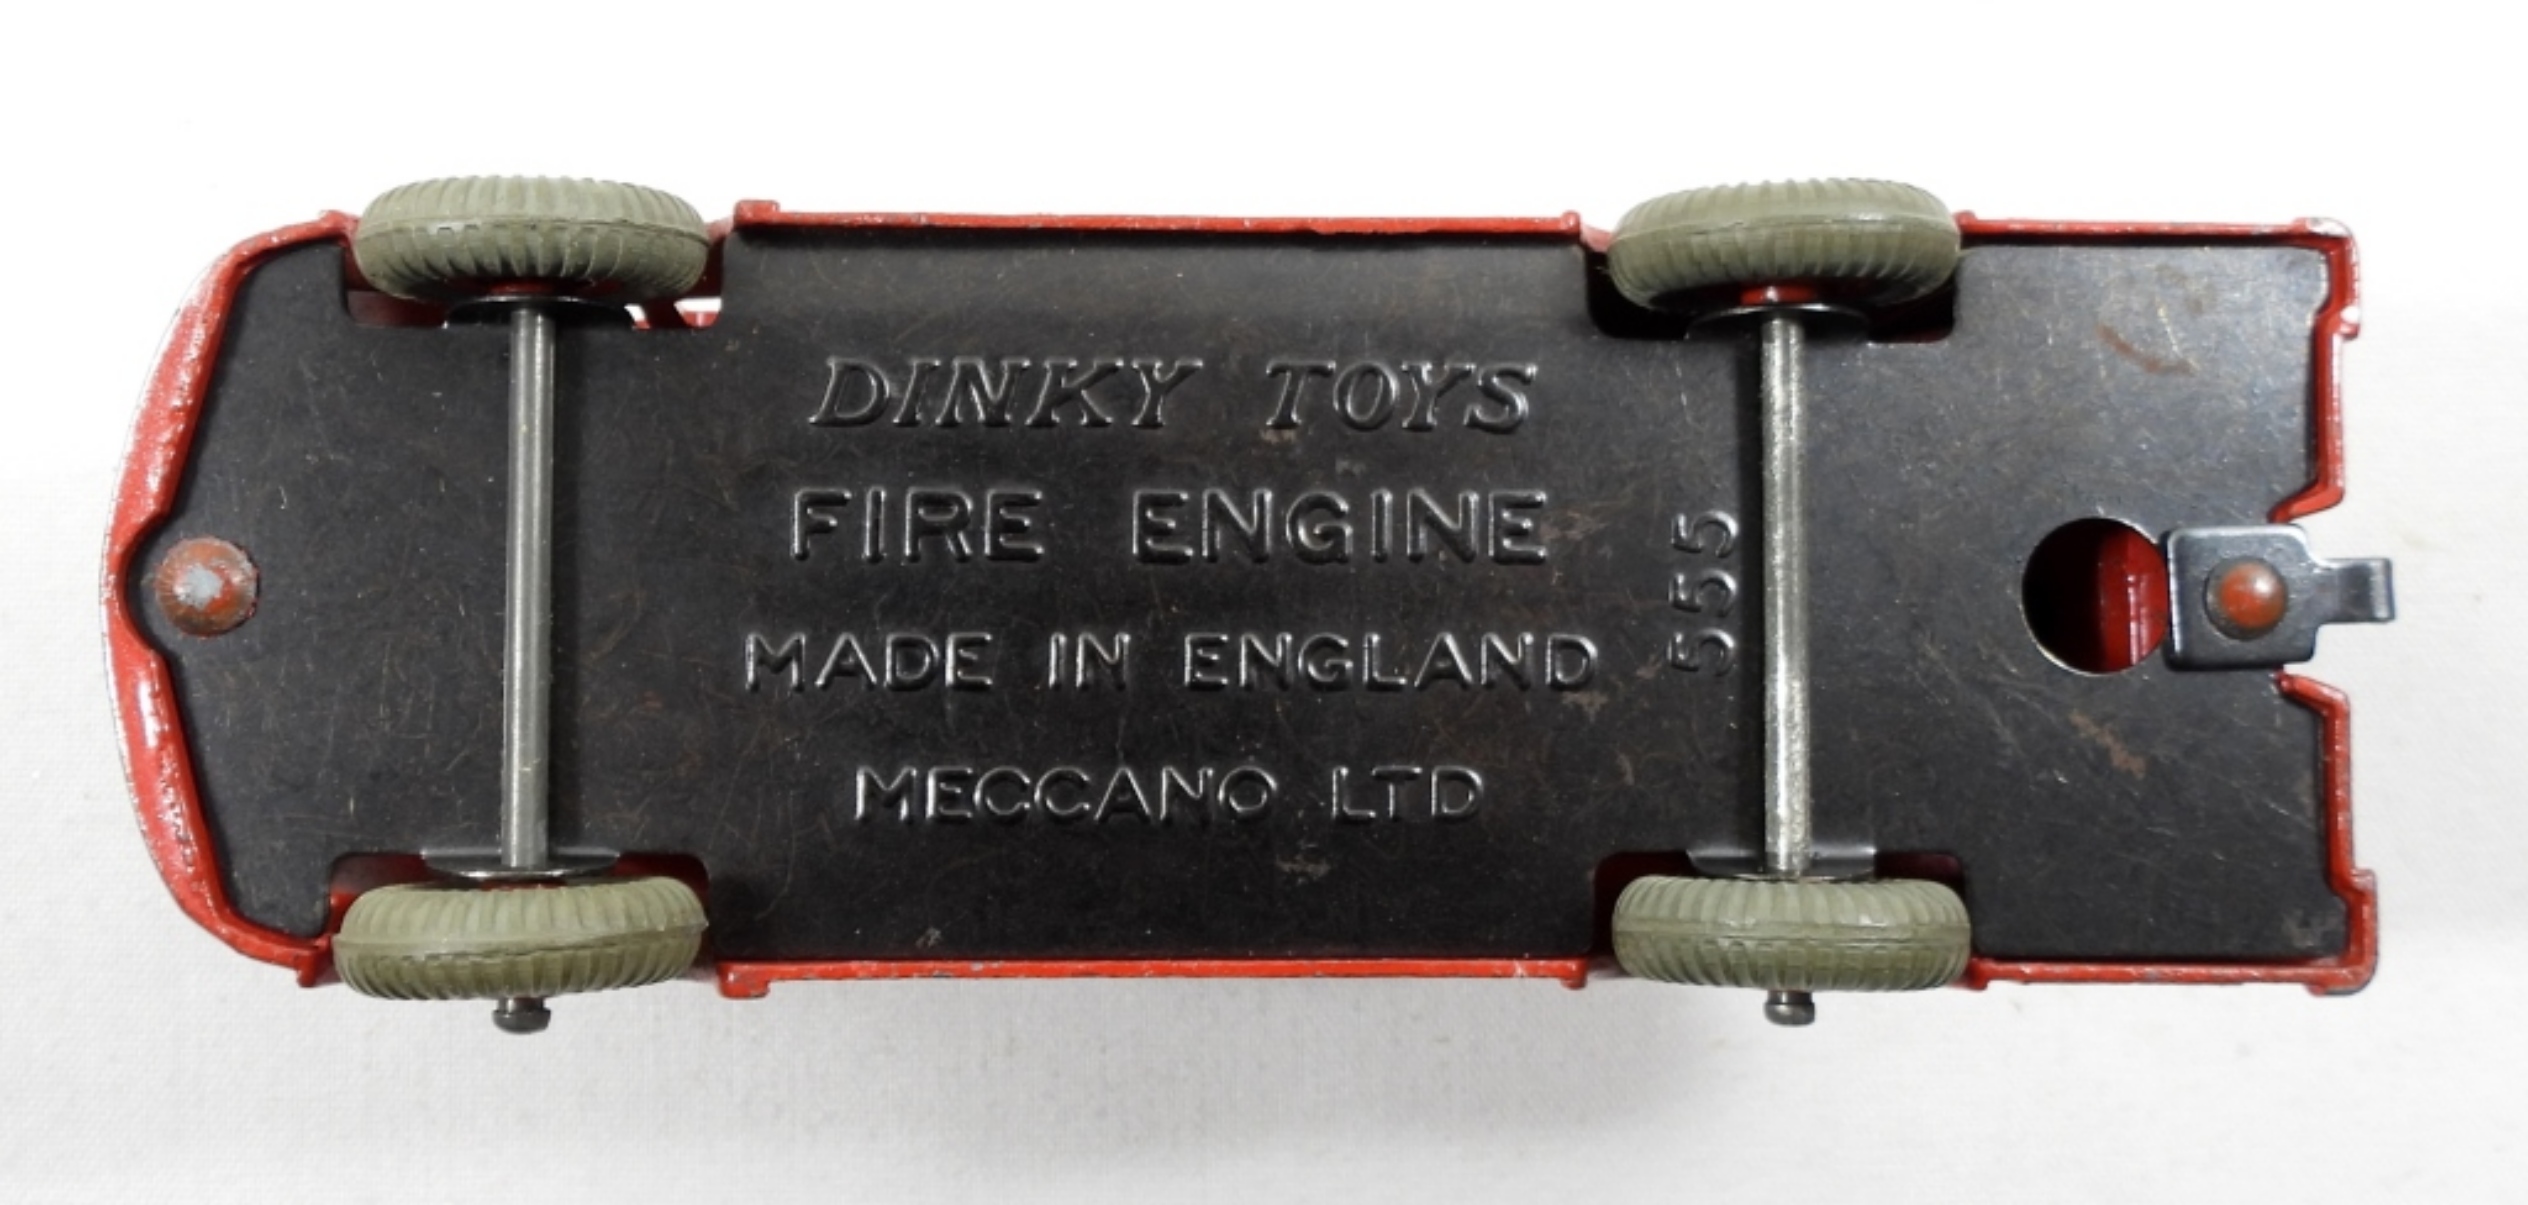 DINKY TOYS
FIRE ENGINE
MADE IN ENGLAND
MECCANO LTD
555